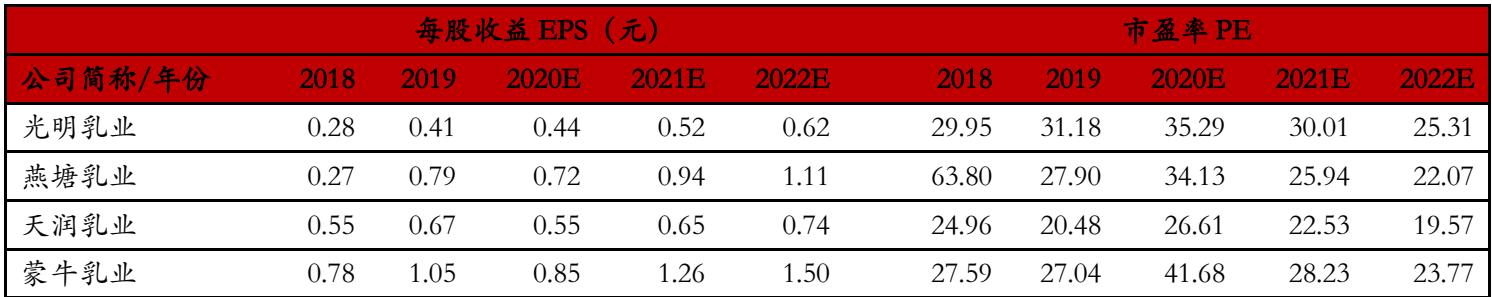 每股收益 EPS（元） 市盈率 PE
公司简称/年份 2018 2019 2020E 2021E 2022E 2018 2019 2020E 2021E 2022E
光明乳业 0.28 0.41 0.44 0.52 0.62 29.95 31.18 35.29 30.01 25.31
燕塘乳业 0.27 0.79 0.72 0.94 1.11 63.80 27.90 34.13 25.94 22.07
天润乳业 0.55 0.67 0.55 0.65 0.74 24.96 20.48 26.61 22.53 19.57
蒙牛乳业 0.78 1.05 0.85 1.26 1.50 27.59 27.04 41.68 28.23 23.77